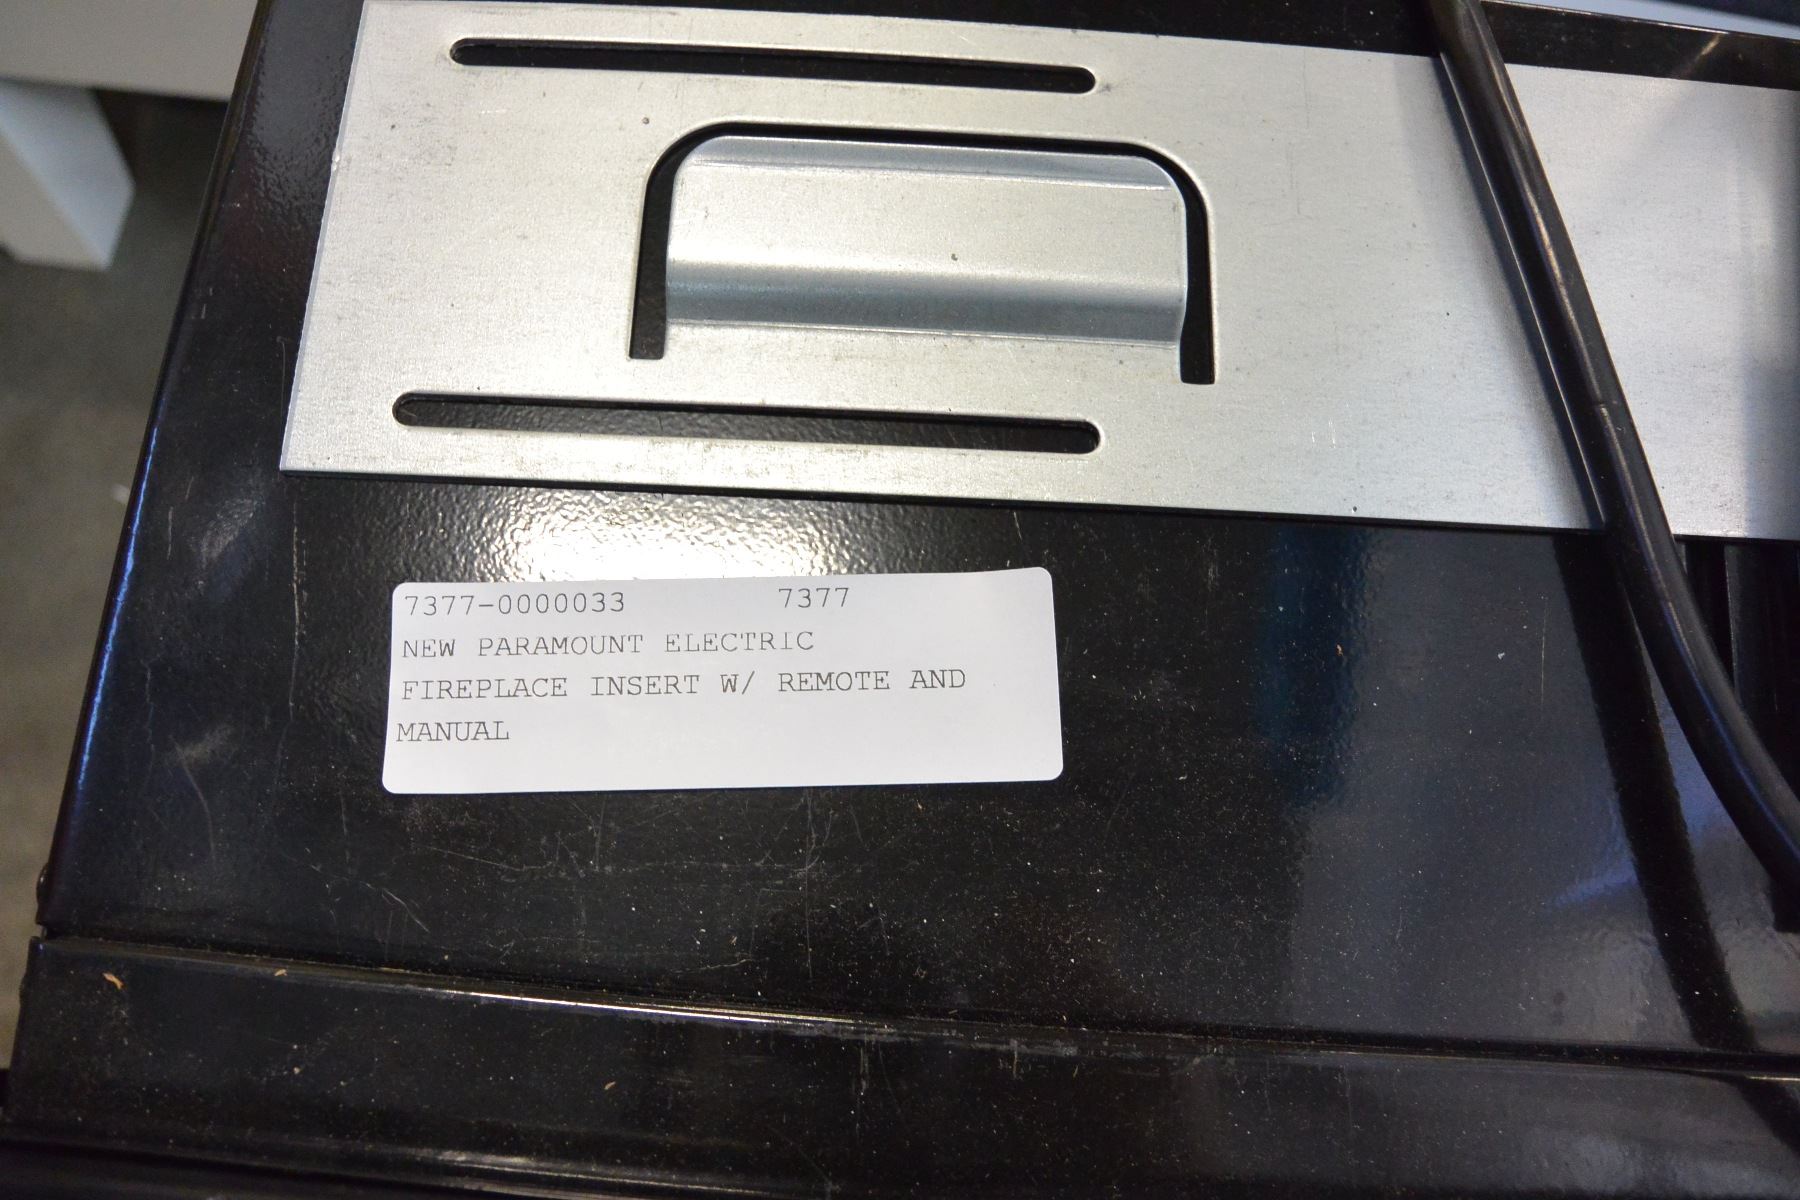 7377-0000033 7377
NEW PARAMOUNT ELECTRIC
FIREPLACE INSERT W/ REMOTE AND
MANUAL